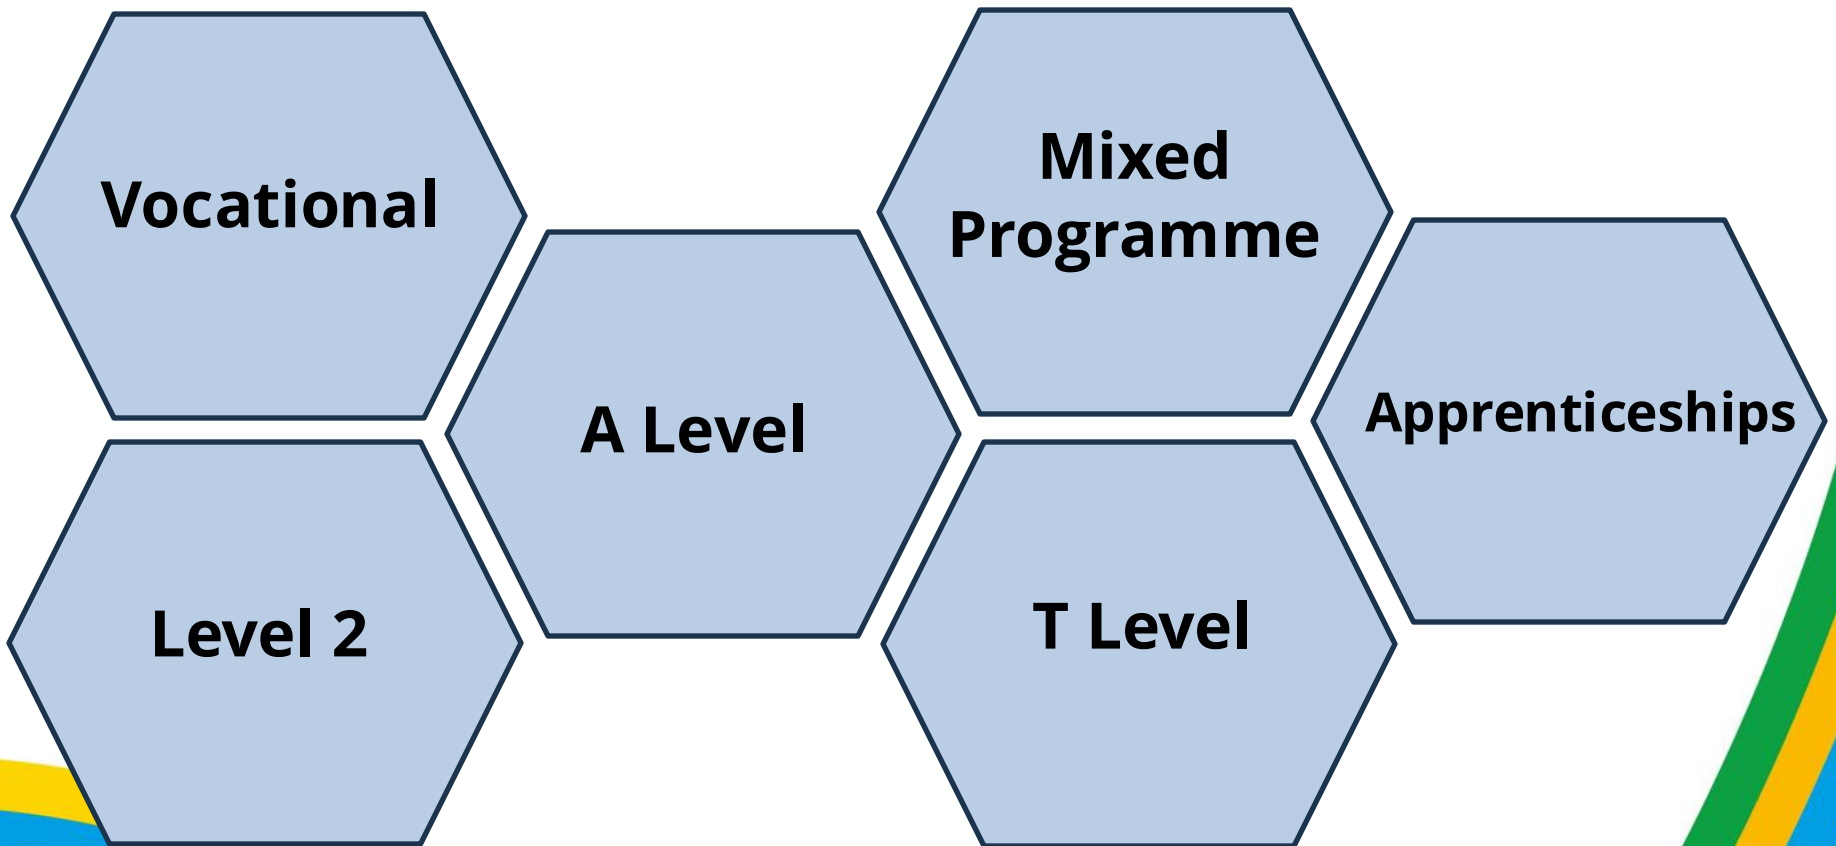 Vocational
Mixed
Programme
A Level
Apprenticeships
Level 2
T Level